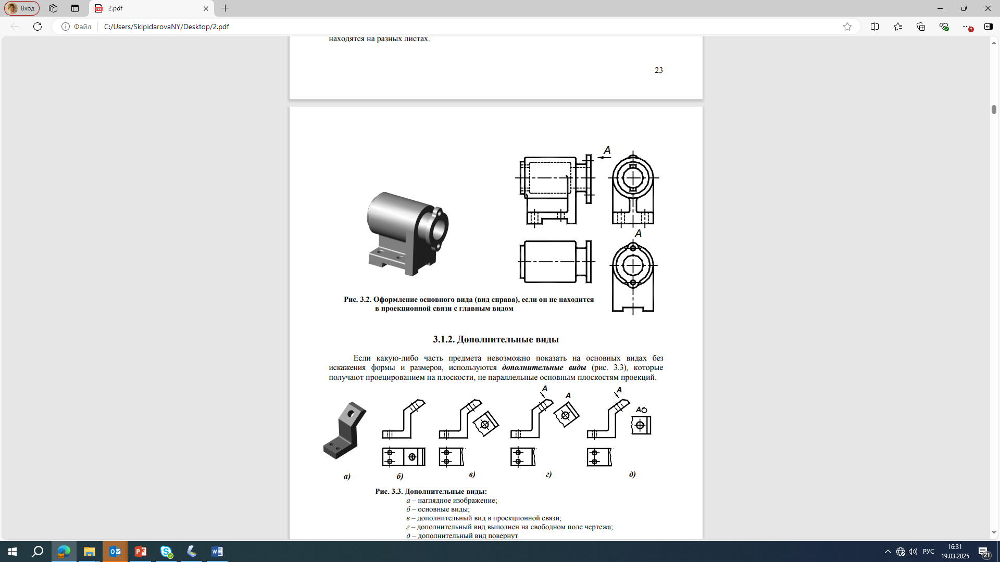 Вход
2.pdf
Файл
C:/Users/SkipidarovaNY/Desktop/2.pdf
находятся на разных листах.
23
А
А
Рис. 3.2. Оформление основного вида (вид справа), если он не находится
в проекционной связи с главным видом
3.1.2. Дополнительные виды
Если какую-либо часть предмета невозможно показать на основных видах без
искажения формы и размеров, используются дополнительные виды (рис. 3.3), которые
получают проецированием на плоскости, не параллельные основным плоскостям проекций.
А
А
А
А
а)
б)
в)
г)
д)
Рис. 3.3. Дополнительные виды:
а – наглядное изображение;
б – основные виды;
в – дополнительный вид в проекционной связи;
г – дополнительный вид выполнен на свободном поле чертежа;
д – дополнительный вид повернут
РУС
16:31
19.03.2025
21